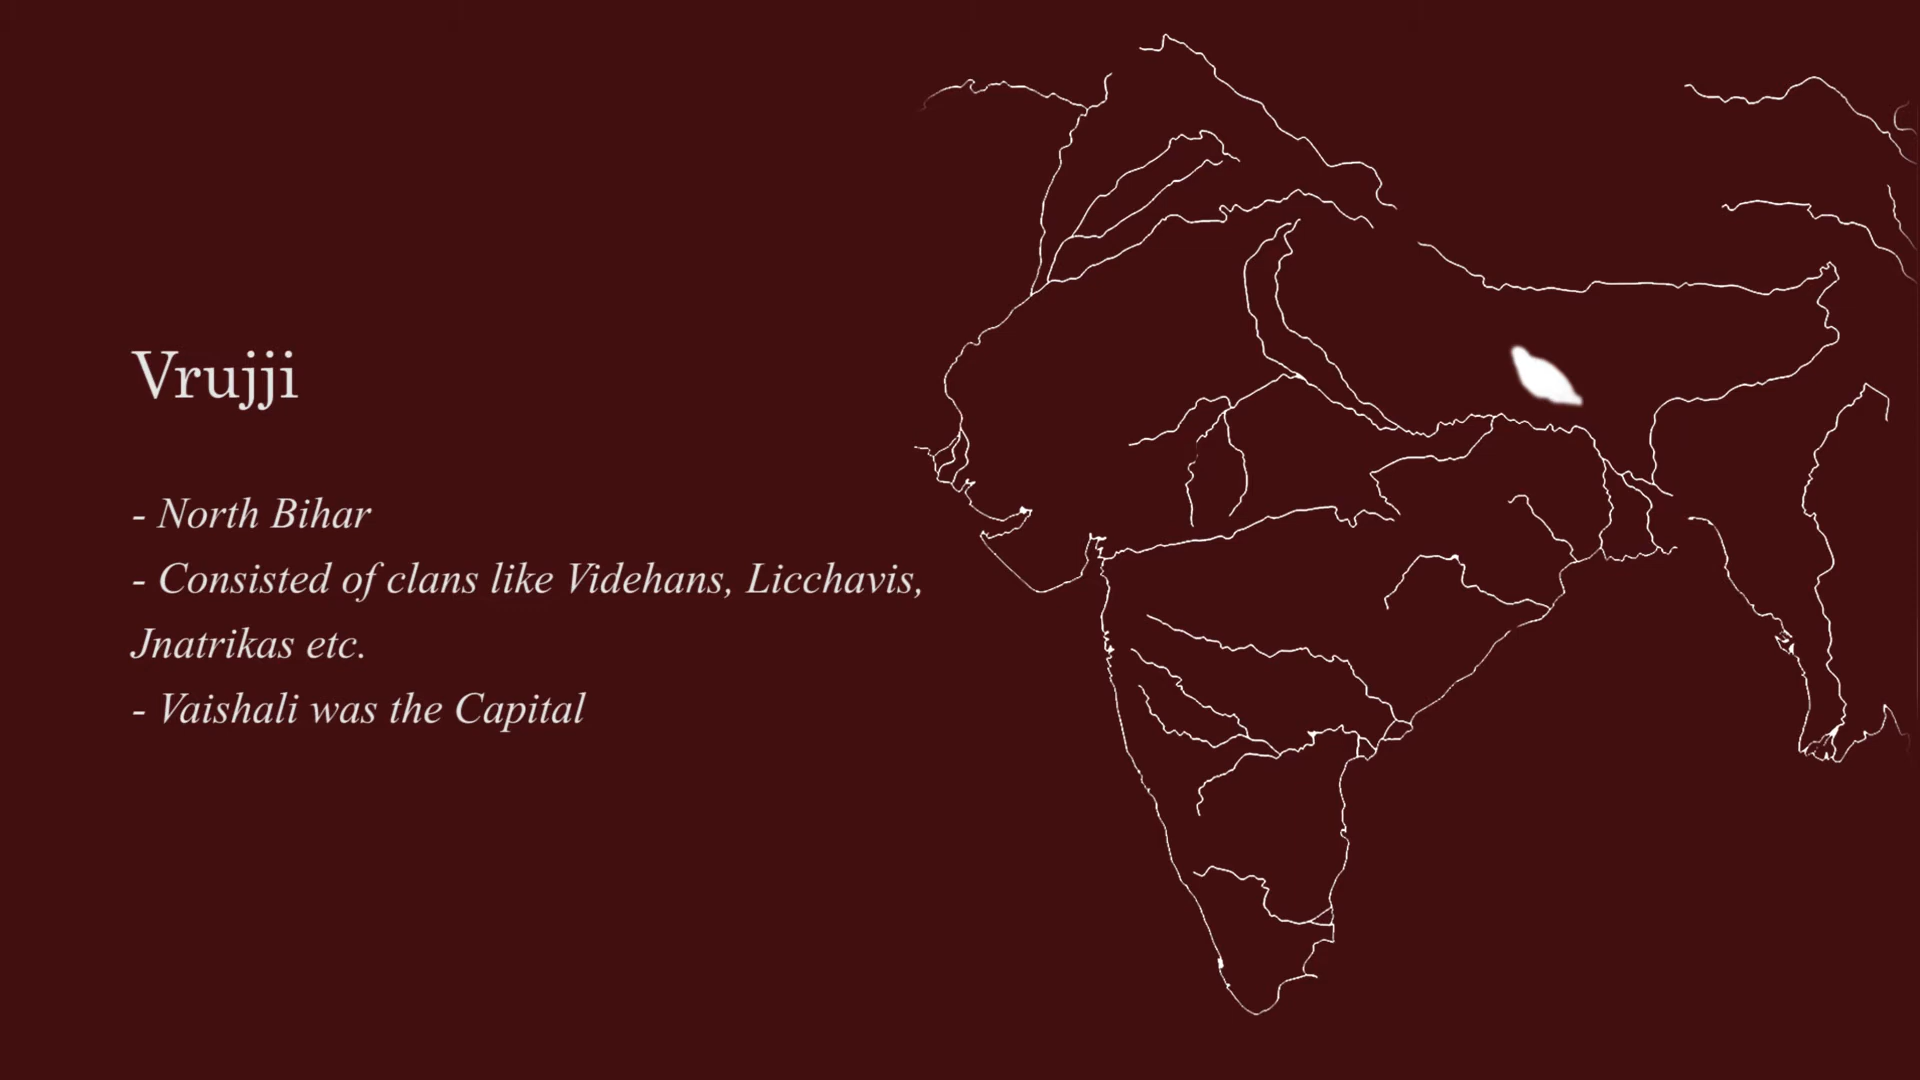 Vrujji
- North Bihar
- Consisted of clans like Videhans, Licchavis,
Jnatrikas etc.
- Vaishali was the Capital